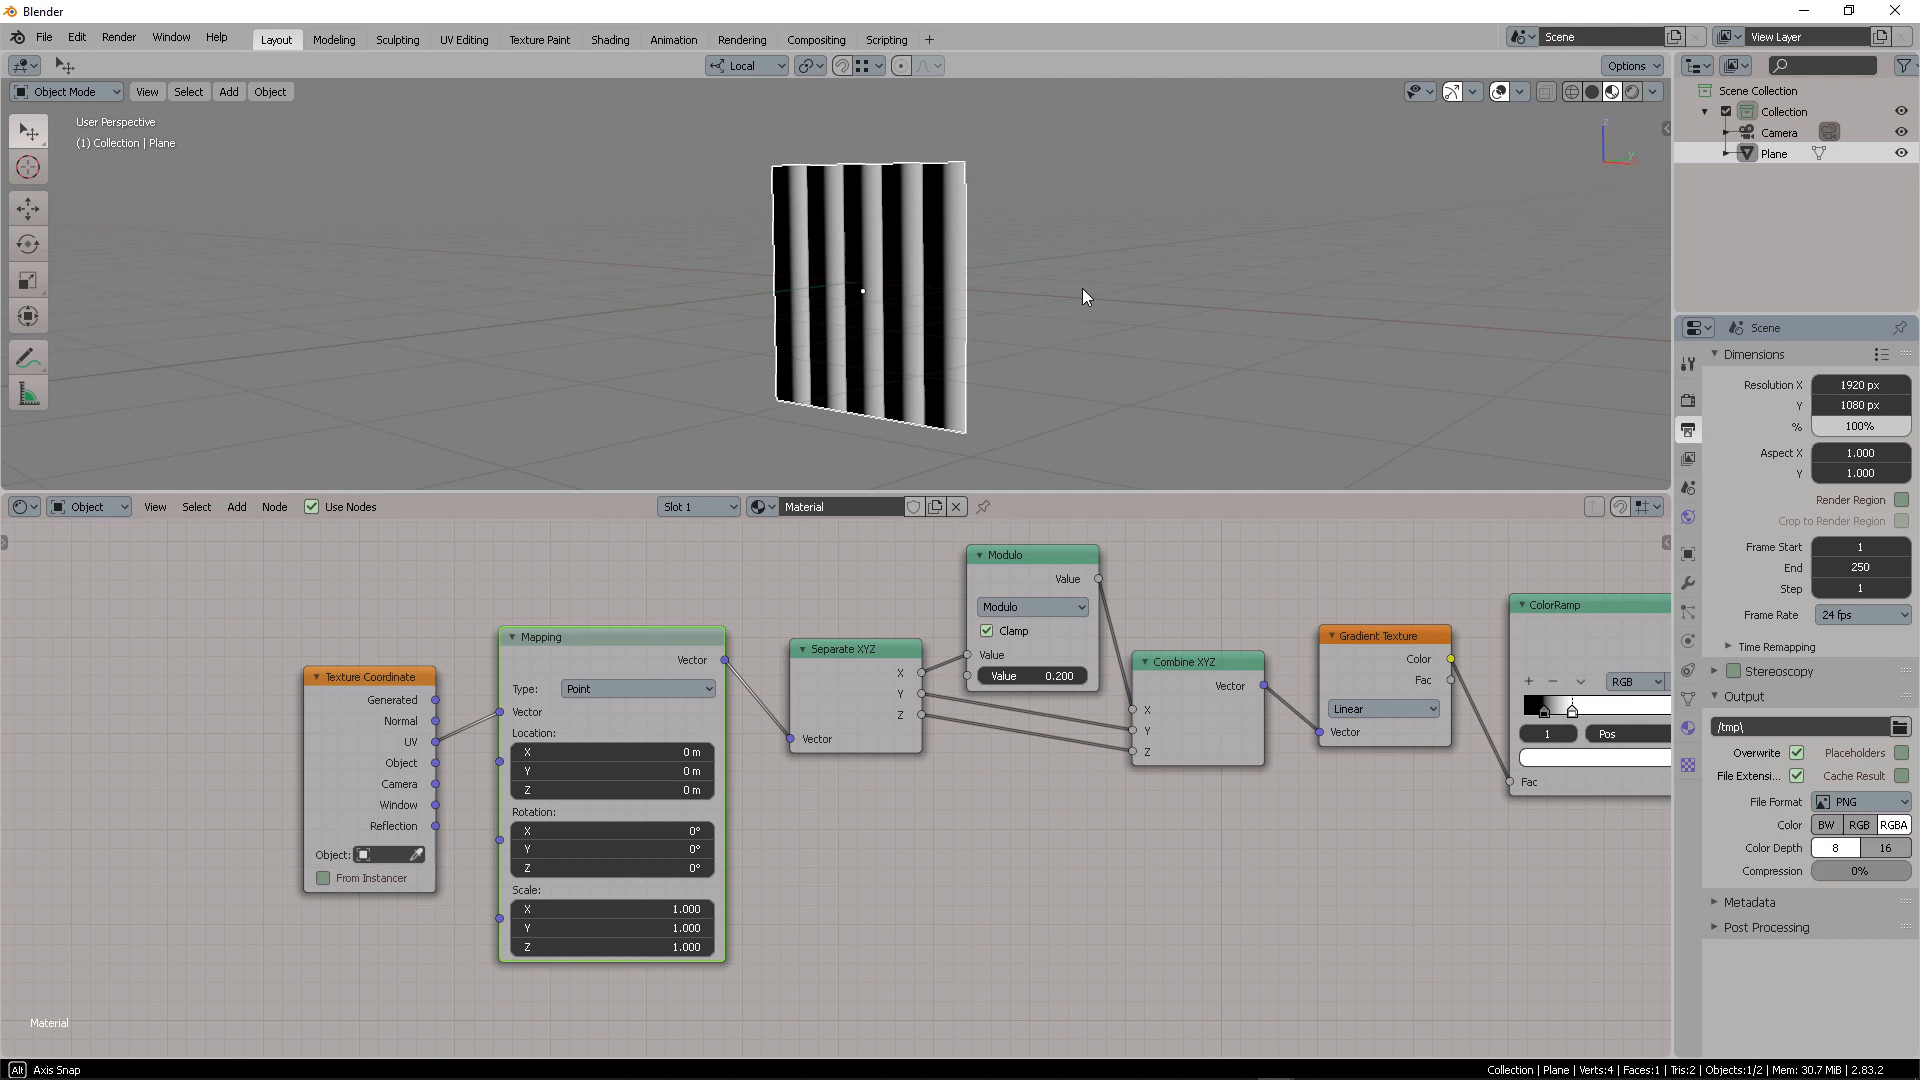 Blender
File Edit Render Window Help Layout Modeling Sculpting UV Editing Texture Paint Shading Animation Rendering Compositing Scripting + Scene View Layer
Local Options
Object Mode View Select Add Object
User Perspective
(1) Collection | Plane
Z
Y
Scene Collection
Collection
Camera
Plane
Object View Select Add Node Use Nodes Slot 1 Material
Texture Coordinate
Generated
Normal
UV
Object
Camera
Window
Reflection
Object:
From Instancer
Mapping
Vector
Type: Point
Vector
Location:
X 0 m
Y 0 m
Z 0 m
Rotation:
X 0°
Y 0°
Z 0°
Scale:
X 1.000
Y 1.000
Z 1.000
Separate XYZ
X
Y
Z
Vector
Modulo
Value
Modulo
Clamp
Value
Value 0.200
Combine XYZ
Vector
X
Y
Z
Gradient Texture
Color
Fac
Linear
Vector
ColorRamp
RGB
1 Pos
Fac
Material
Scene
Dimensions
Resolution X 1920 px
Y 1080 px
% 100%
Aspect X 1.000
Y 1.000
Render Region
Crop to Render Region
Frame Start 1
End 250
Step 1
Frame Rate 24 fps
Time Remapping
Stereoscopy
Output
/tmp\
Overwrite Placeholders
File Extensi... Cache Result
File Format PNG
Color BW RGB RGBA
Color Depth 8 16
Compression 0%
Metadata
Post Processing
Alt Axis Snap
Collection | Plane | Verts:4 | Faces:1 | Tris:2 | Objects:1/2 | Mem: 30.7 MiB | 2.83.2